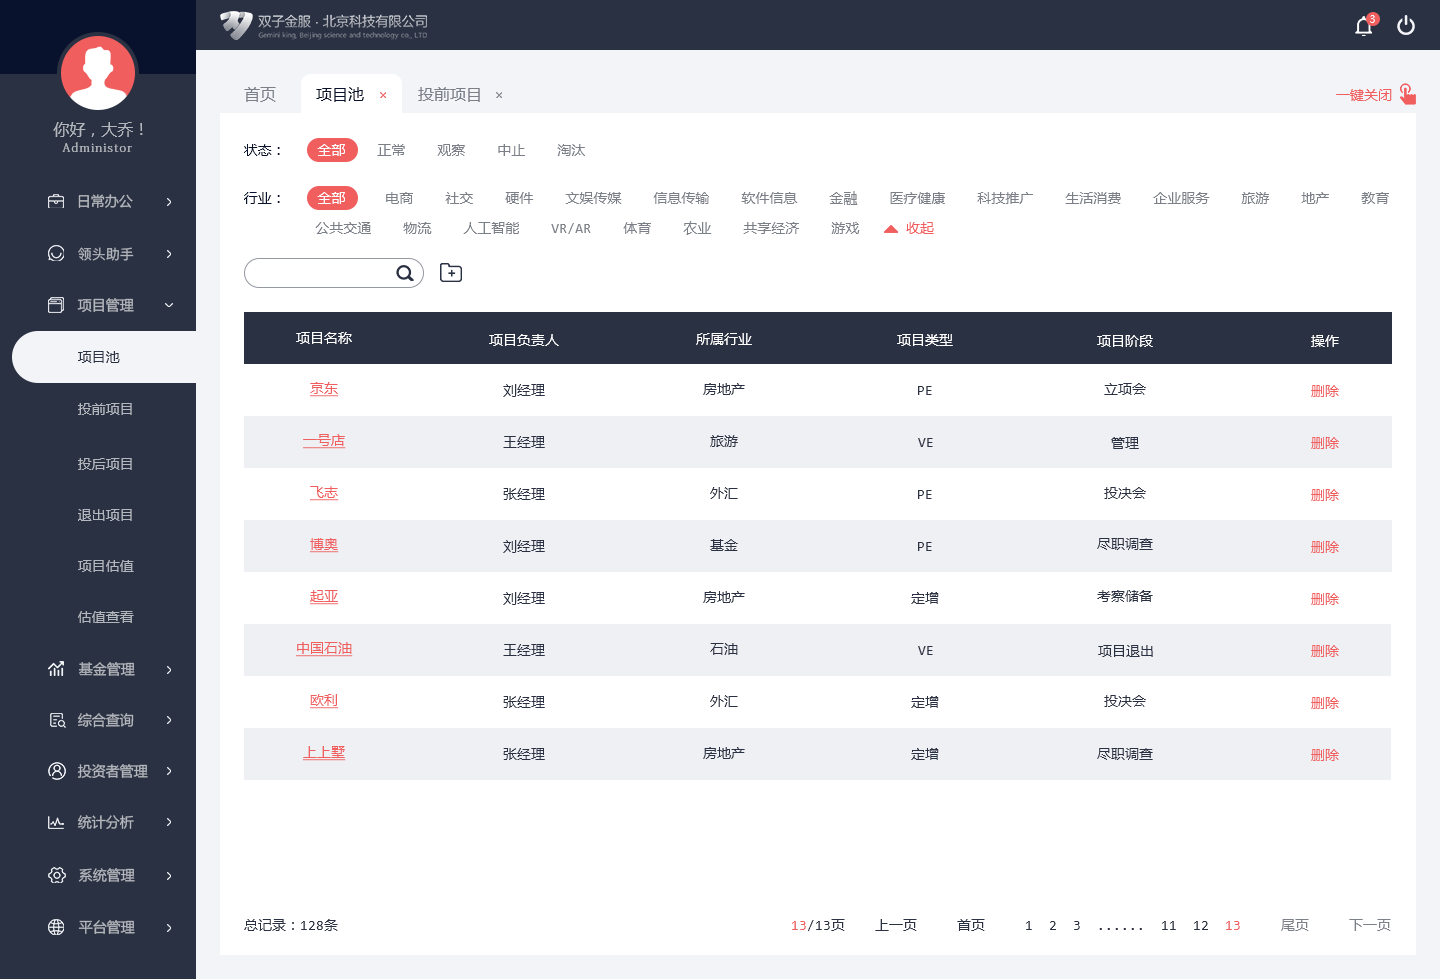 双子金服 · 北京科技有限公司
Gemini king, Beijing science and technology co., LTD
3
你好，大乔！
Administor
日常办公
领头助手
项目管理
项目池
投前项目
投后项目
退出项目
项目估值
估值查看
基金管理
综合查询
投资者管理
统计分析
系统管理
平台管理
首页 项目池 × 投前项目 × 一键关闭
状态： 全部 正常 观察 中止 淘汰
行业： 全部 电商 社交 硬件 文娱传媒 信息传输 软件信息 金融 医疗健康 科技推广 生活消费 企业服务 旅游 地产 教育
公共交通 物流 人工智能 VR/AR 体育 农业 共享经济 游戏 收起
项目名称 项目负责人 所属行业 项目类型 项目阶段 操作
京东 刘经理 房地产 PE 立项会 删除
一号店 王经理 旅游 VE 管理 删除
飞志 张经理 外汇 PE 投决会 删除
博奥 刘经理 基金 PE 尽职调查 删除
起亚 刘经理 房地产 定增 考察储备 删除
中国石油 王经理 石油 VE 项目退出 删除
欧利 张经理 外汇 定增 投决会 删除
上上墅 张经理 房地产 定增 尽职调查 删除
总记录：128条 13/13页 上一页 首页 1 2 3 ...... 11 12 13 尾页 下一页